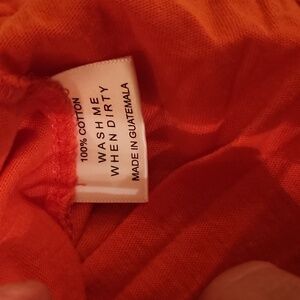 100% COTTON
WASH ME
WHEN DIRTY
MADE IN GUATEMALA